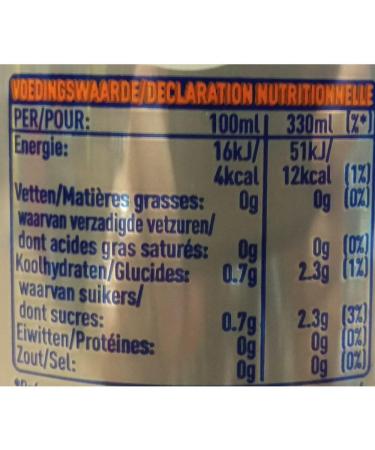 VOEDINGSWAARDE/DECLARATION NUTRITIONNELLE
PER/POUR: 100ml 330ml (%*)
Energie: 16kJ/ 51kJ/
4kcal 12kcal (1%)
Vetten/Matières grasses: 0g 0g (0%)
waarvan verzadigde vetzuren/
dont acides gras saturés: 0g 0g (0%)
Koolhydraten/Glucides: 0.7g 2.3g (1%)
waarvan suikers/
dont sucres: 0.7g 2.3g (3%)
Eiwitten/Protéines: 0g 0g (0%)
Zout/Sel: 0g 0g (0%)